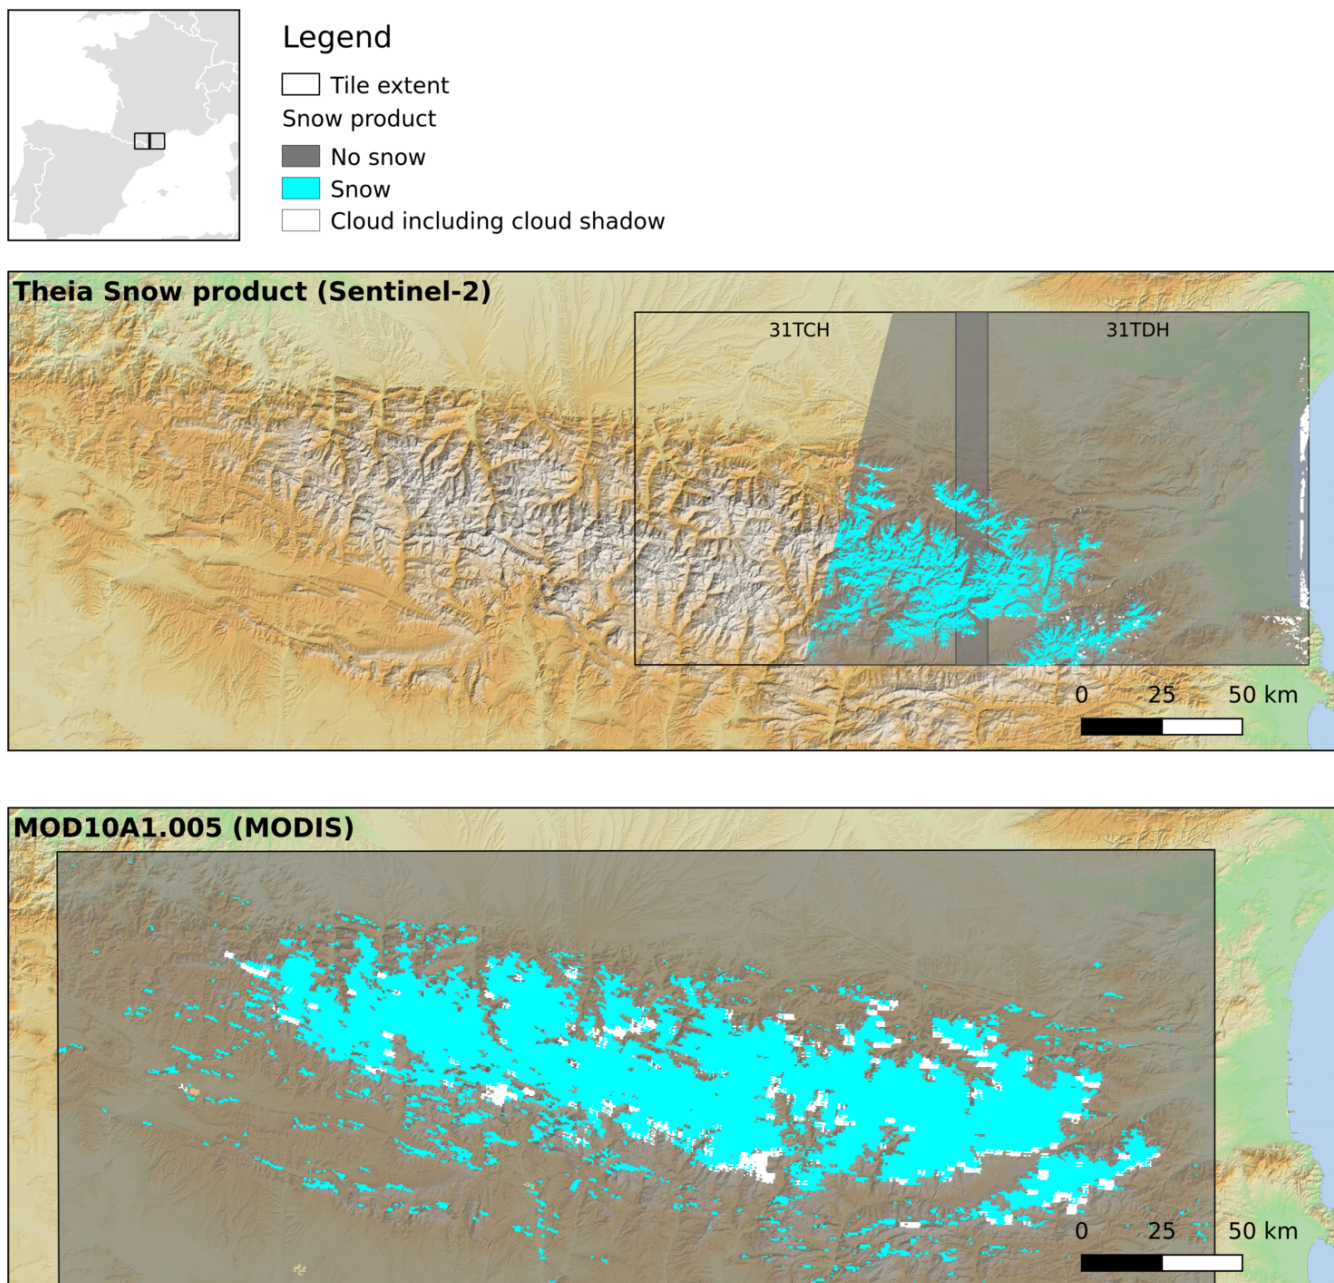 Legend
Tile extent
Snow product
No snow
Snow
Cloud including cloud shadow
Theia Snow product (Sentinel-2)
31TCH
31TDH
0 25 50 km
MOD10A1.005 (MODIS)
0 25 50 km